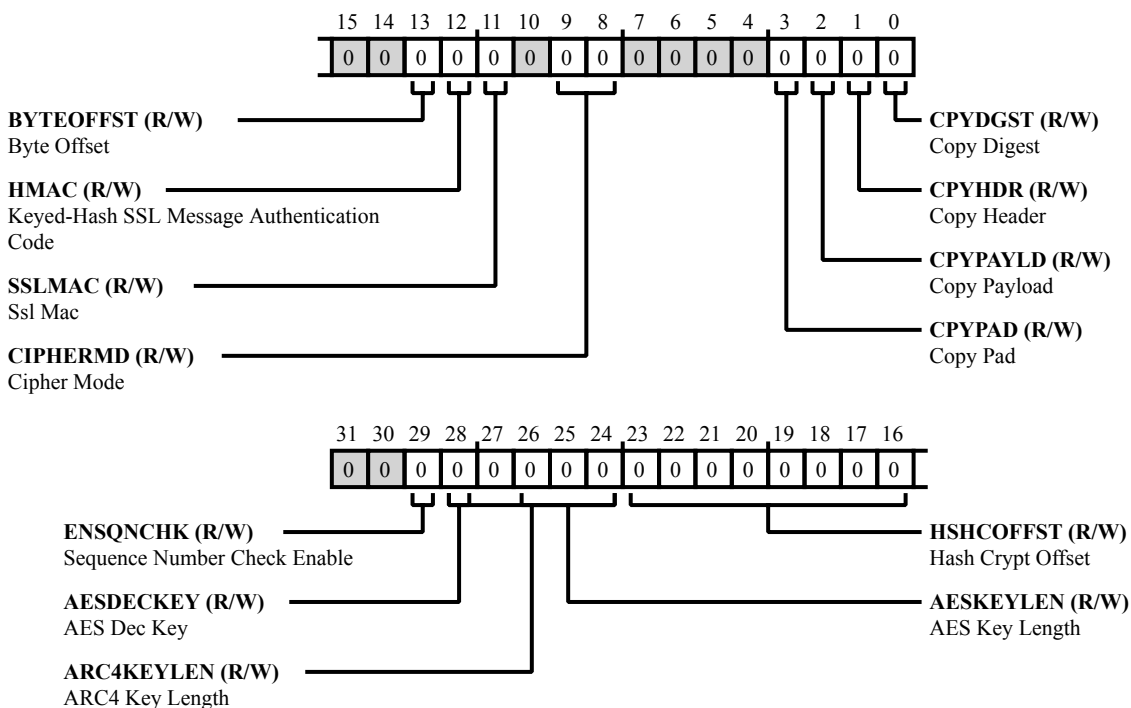 15 14 13 12 11 10 9 8 7 6 5 4 3 2 1 0
0 0 0 0 0 0 0 0 0 0 0 0 0 0 0 0
BYTEOFFST (R/W)
Byte Offset
HMAC (R/W)
Keyed-Hash SSL Message Authentication
Code
SSLMAC (R/W)
Ssl Mac
CIPHERMD (R/W)
Cipher Mode
CPYDGST (R/W)
Copy Digest
CPYHDR (R/W)
Copy Header
CPYPAYLD (R/W)
Copy Payload
CPYPAD (R/W)
Copy Pad
31 30 29 28 27 26 25 24 23 22 21 20 19 18 17 16
0 0 0 0 0 0 0 0 0 0 0 0 0 0 0 0
ENSQNCHK (R/W)
Sequence Number Check Enable
AESDECKEY (R/W)
AES Dec Key
ARC4KEYLEN (R/W)
ARC4 Key Length
HSHCOFFST (R/W)
Hash Crypt Offset
AESKEYLEN (R/W)
AES Key Length